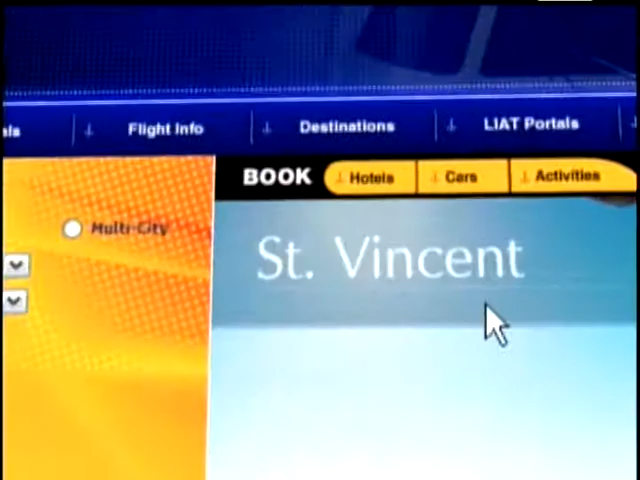 Flight Info
Destinations
LIAT Portals
BOOK
Hotels
Cars
Activities
Multi-City
St. Vincent